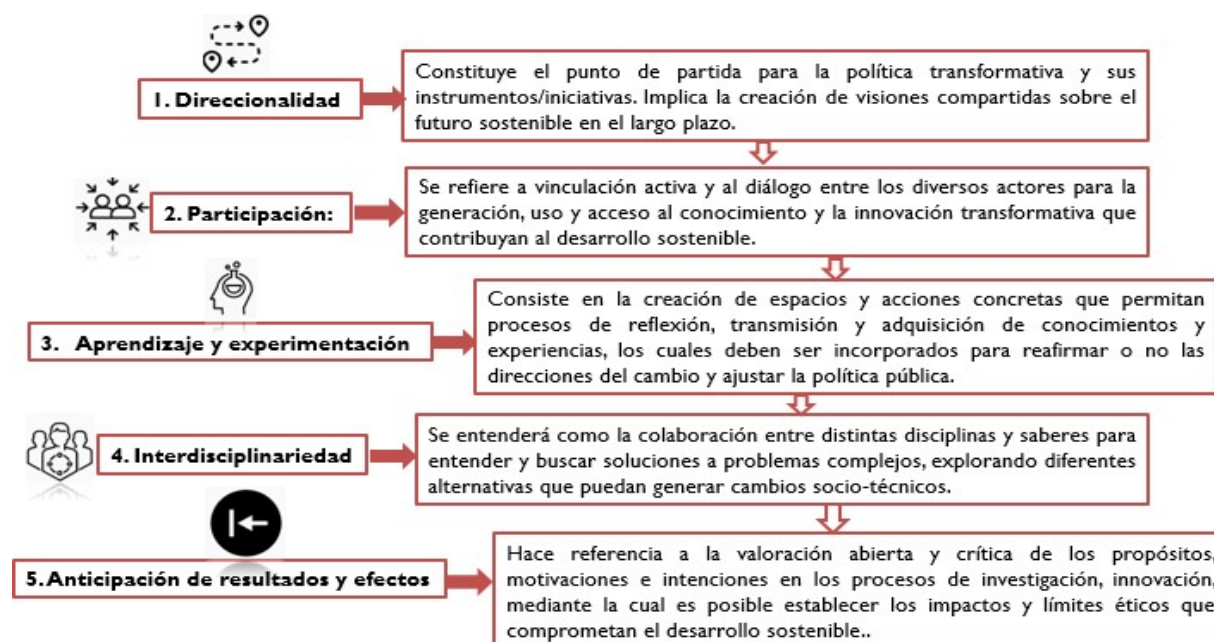 1. Direccionalidad
Constituye el punto de partida para la política transformativa y sus
instrumentos/iniciativas. Implica la creación de visiones compartidas sobre el
futuro sostenible en el largo plazo.
2. Participación:
Se refiere a vinculación activa y al diálogo entre los diversos actores para la
generación, uso y acceso al conocimiento y la innovación transformativa que
contribuyan al desarrollo sostenible.
3. Aprendizaje y experimentación
Consiste en la creación de espacios y acciones concretas que permitan
procesos de reflexión, transmisión y adquisición de conocimientos y
experiencias, los cuales deben ser incorporados para reafirmar o no las
direcciones del cambio y ajustar la política pública.
4. Interdisciplinariedad
Se entenderá como la colaboración entre distintas disciplinas y saberes para
entender y buscar soluciones a problemas complejos, explorando diferentes
alternativas que puedan generar cambios socio-técnicos.
5. Anticipación de resultados y efectos
Hace referencia a la valoración abierta y crítica de los propósitos,
motivaciones e intenciones en los procesos de investigación, innovación,
mediante la cual es posible establecer los impactos y límites éticos que
comprometan el desarrollo sostenible..